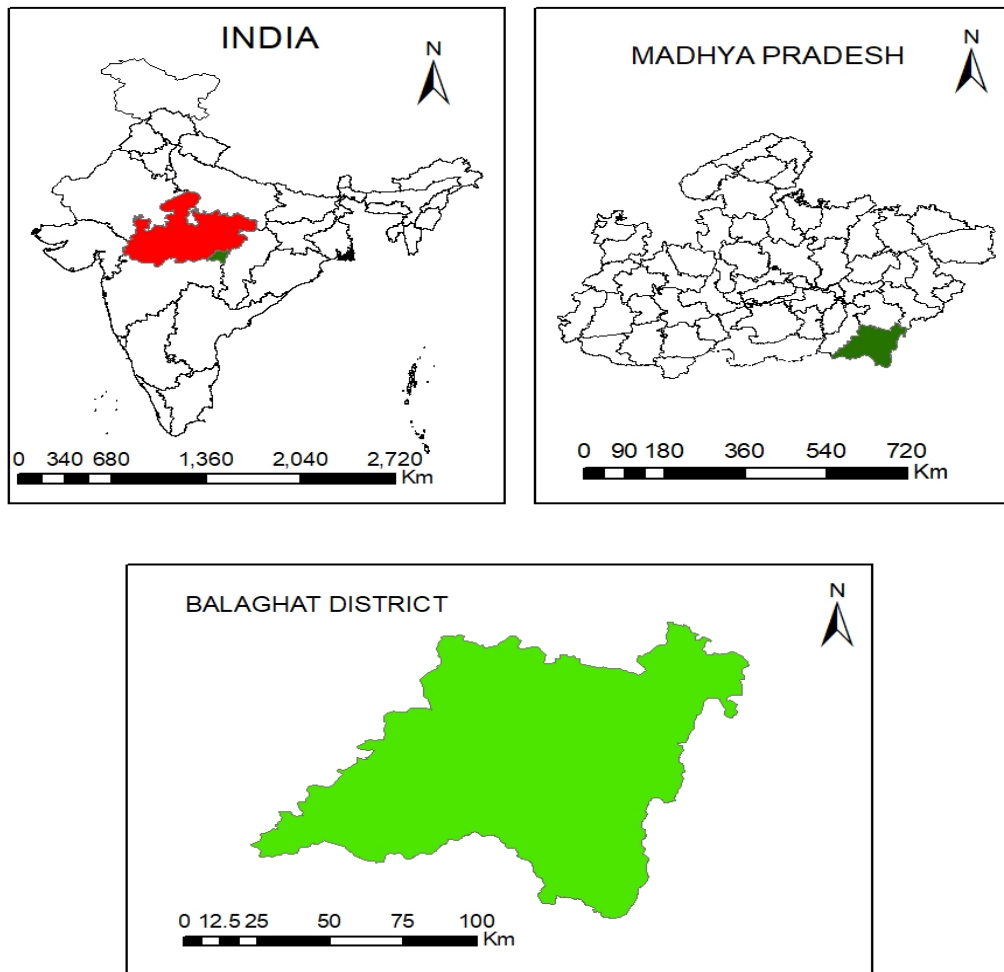 INDIA
N
0 340 680 1,360 2,040 2,720
Km
MADHYA PRADESH
N
0 90 180 360 540 720
Km
BALAGHAT DISTRICT
N
0 12.5 25 50 75 100
Km